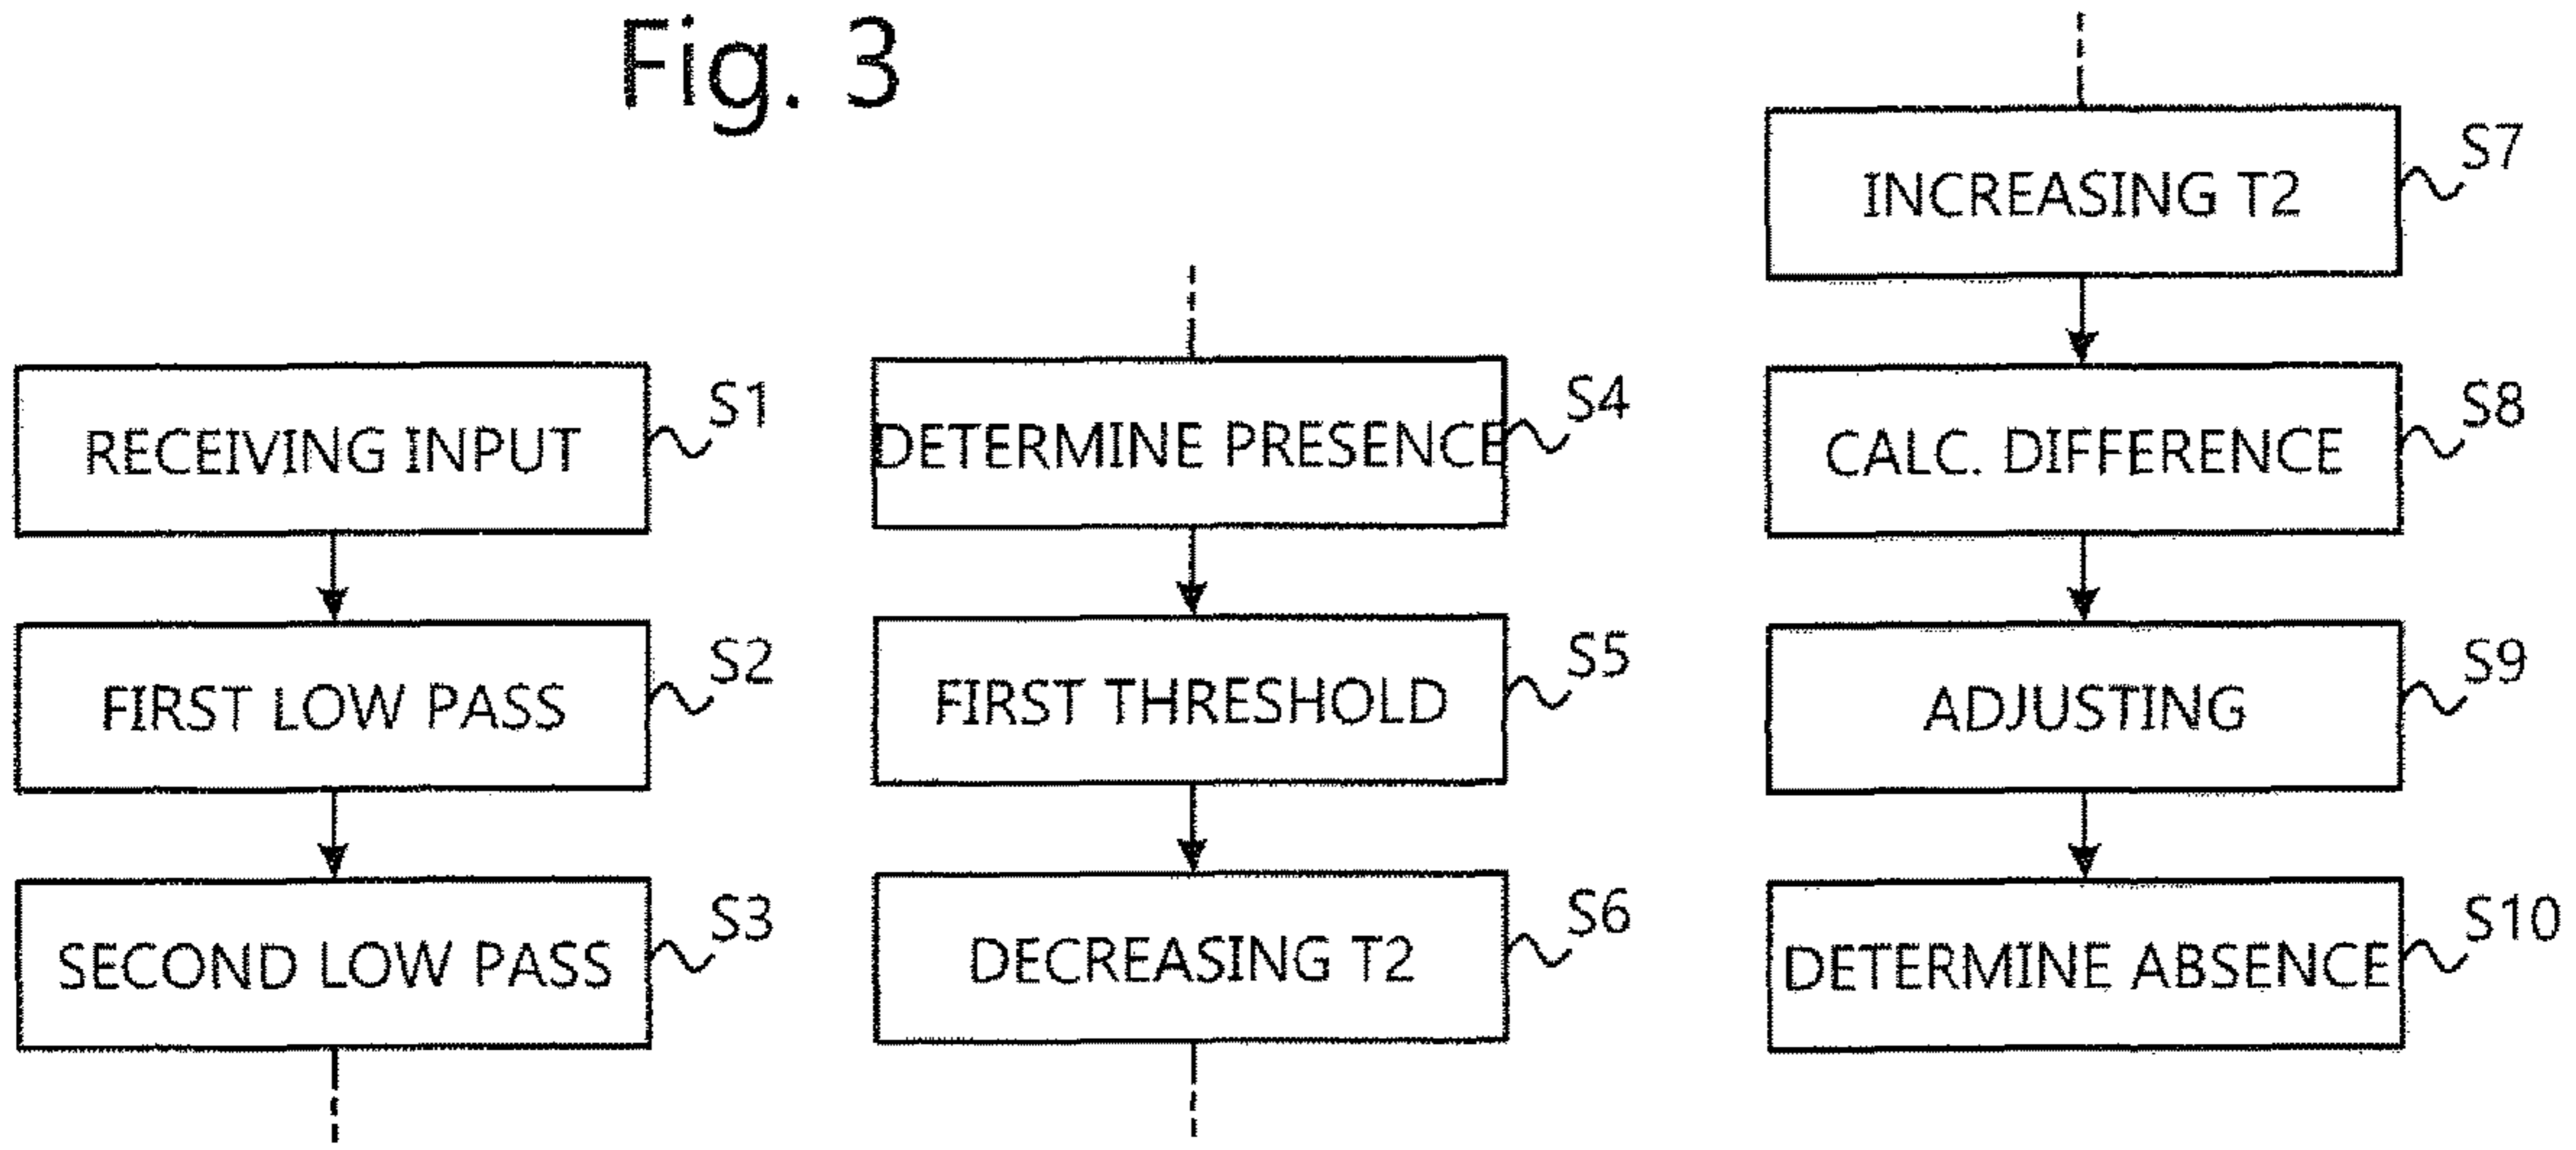 Fig. 3
RECEIVING INPUT
S1
FIRST LOW PASS
S2
SECOND LOW PASS
S3
DETERMINE PRESENCE
S4
FIRST THRESHOLD
S5
DECREASING T2
S6
INCREASING T2
S7
CALC. DIFFERENCE
S8
ADJUSTING
S9
DETERMINE ABSENCE
S10